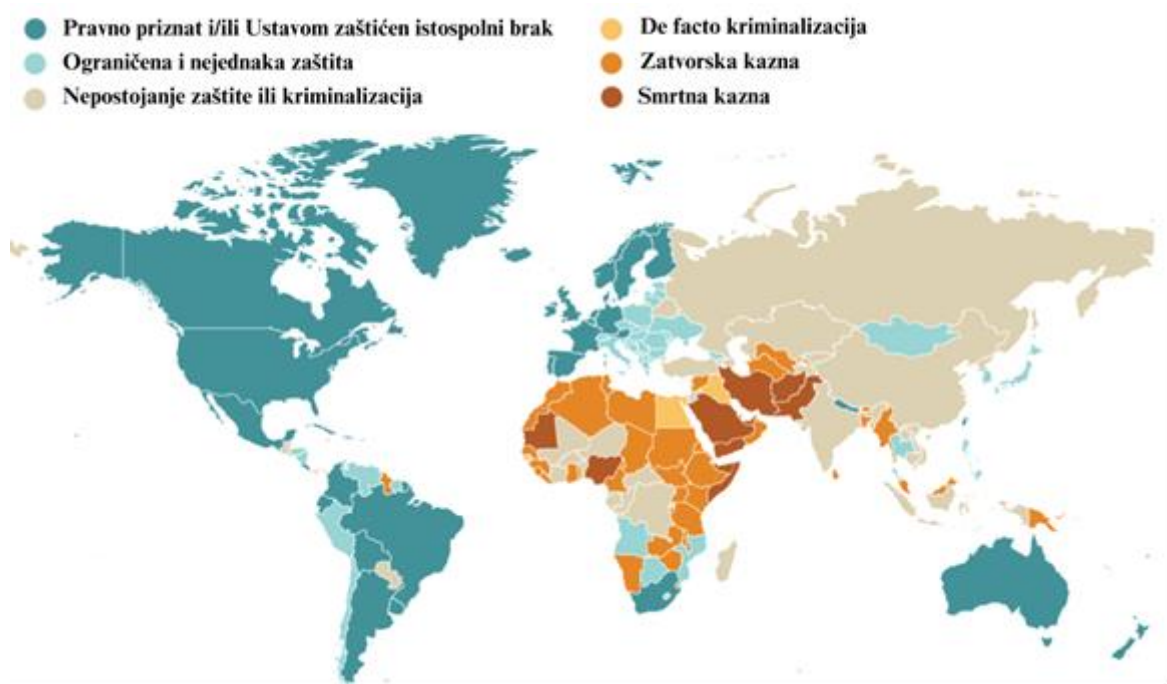 Pravno priznat i/ili Ustavom zaštićen istospolni brak
Ograničena i nejednaka zaštita
Nepostojanje zaštite ili kriminalizacija
De facto kriminalizacija
Zatvorska kazna
Smrtna kazna